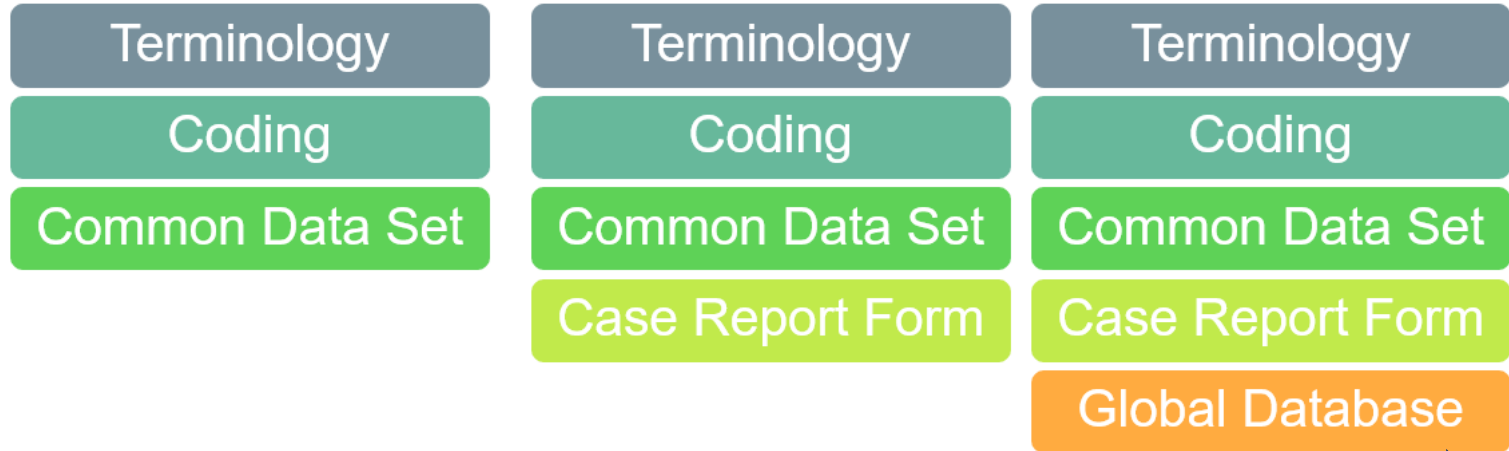 Terminology
Coding
Common Data Set
Terminology
Coding
Common Data Set
Case Report Form
Terminology
Coding
Common Data Set
Case Report Form
Global Database